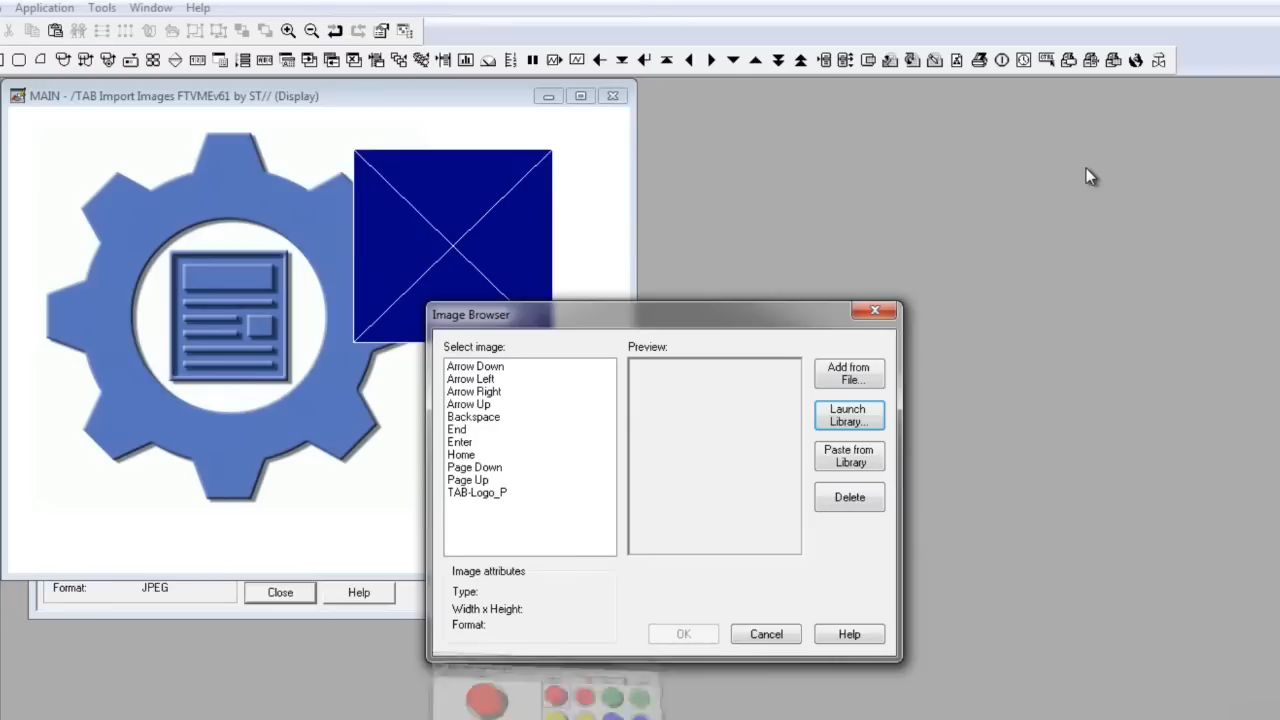 Application Tools Window Help
MAIN - /TAB Import Images FTVMEv61 by ST// (Display)
Image Browser
Select image:
Preview:
Arrow Down
Arrow Left
Arrow Right
Arrow Up
Backspace
End
Enter
Home
Page Down
Page Up
TAB-Logo_P
Add from
File...
Launch
Library...
Paste from
Library
Delete
Image attributes
Type:
Width x Height:
Format:
OK
Cancel
Help
Format:
JPEG
Close
Help